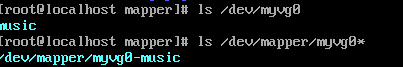 [root@localhost mapper]# ls /dev/myvg0
music
[root@localhost mapper]# ls /dev/mapper/myvg0*
/dev/mapper/myvg0-music